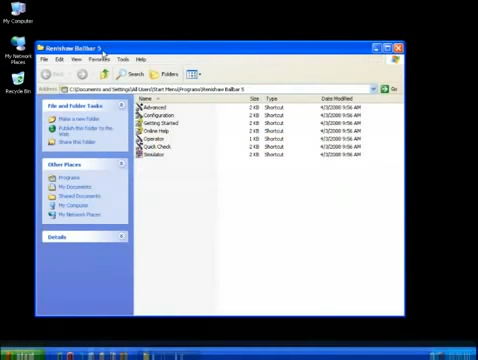 My Computer
My Network Places
Recycle Bin
Renishaw Ballbar 5
File Edit View Favorites Tools Help
Back Search Folders
Address C:\Documents and Settings\All Users\Start Menu\Programs\Renishaw Ballbar 5 Go
File and Folder Tasks
Make a new folder
Publish this folder to the Web
Share this folder
Other Places
Programs
My Documents
Shared Documents
My Computer
My Network Places
Details
Name Size Type Date Modified
Advanced 2 KB Shortcut 4/3/2008 9:56 AM
Configuration 2 KB Shortcut 4/3/2008 9:56 AM
Getting Started 2 KB Shortcut 4/3/2008 9:56 AM
Online Help 2 KB Shortcut 4/3/2008 9:56 AM
Operator 1 KB Shortcut 4/3/2008 9:56 AM
Quick Check 2 KB Shortcut 4/3/2008 9:56 AM
Simulator 2 KB Shortcut 4/3/2008 9:56 AM